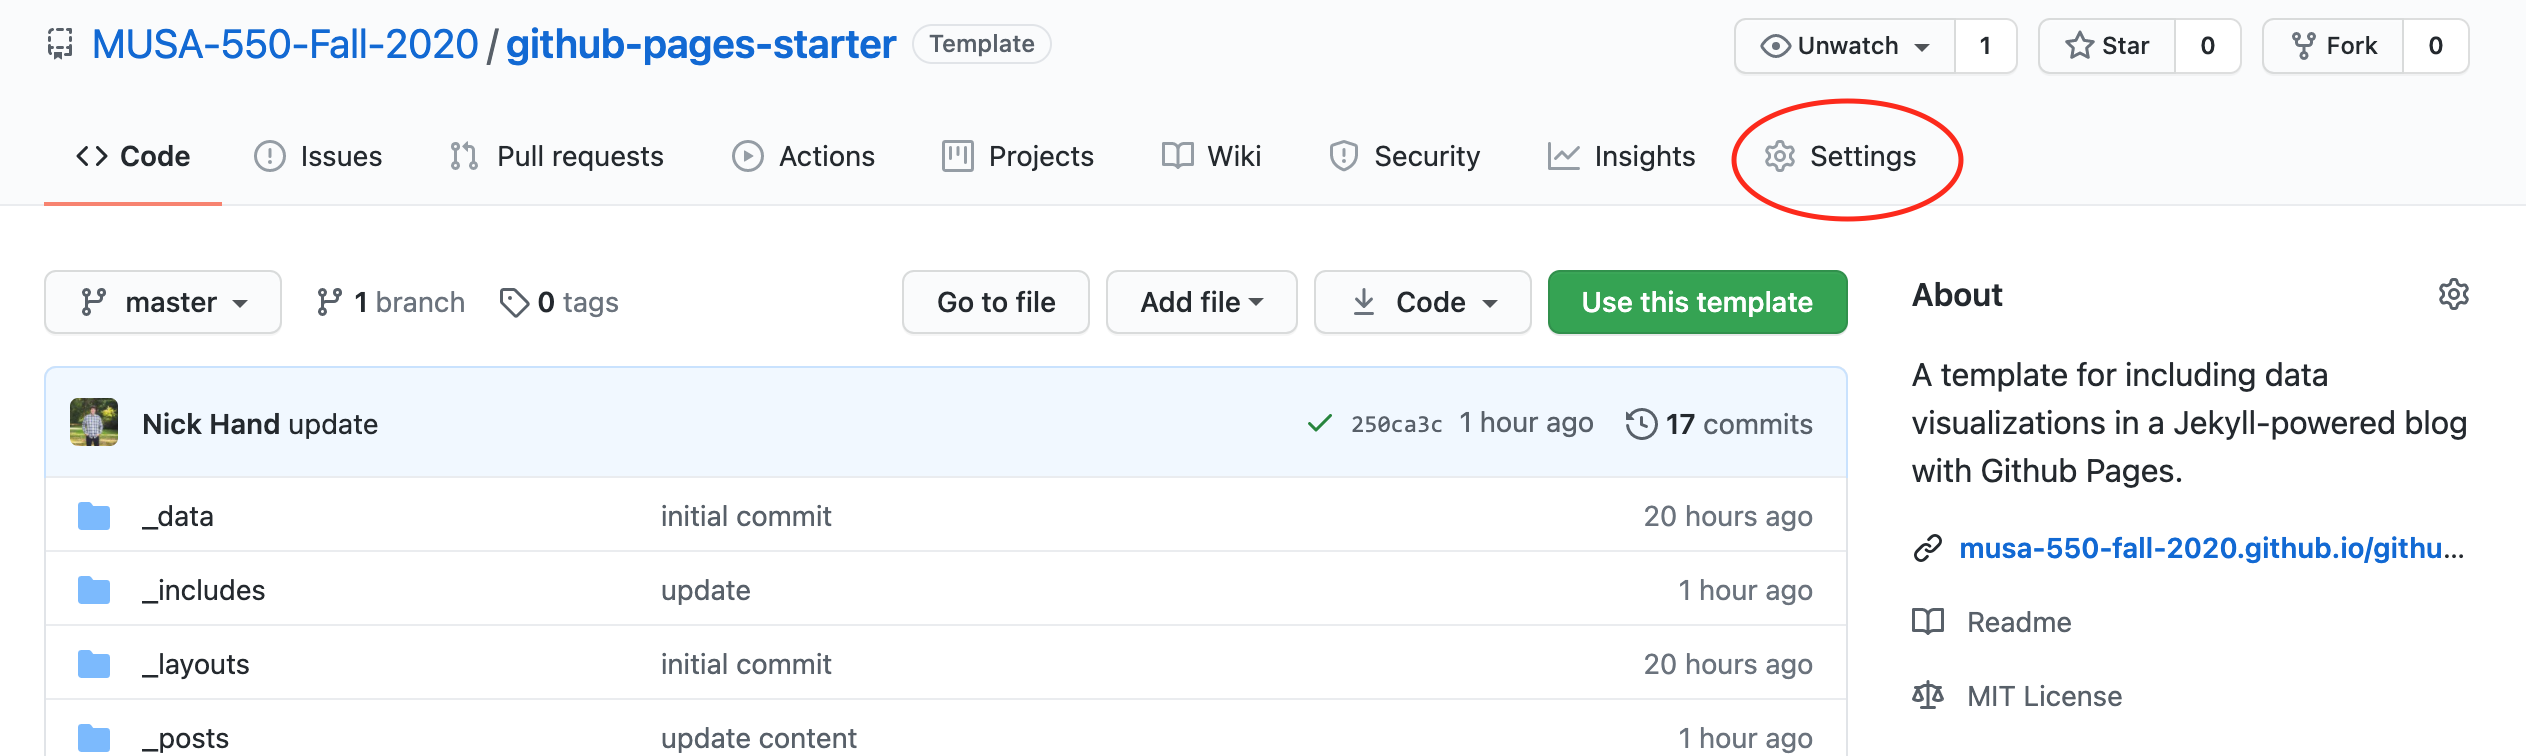 MUSA-550-Fall-2020 / github-pages-starter Template Unwatch 1 Star 0 Fork 0
Code Issues Pull requests Actions Projects Wiki Security Insights Settings
master 1 branch 0 tags Go to file Add file Code Use this template
Nick Hand update 250ca3c 1 hour ago 17 commits
_data initial commit 20 hours ago
_includes update 1 hour ago
_layouts initial commit 20 hours ago
_posts update content 1 hour ago
About
A template for including data
visualizations in a Jekyll-powered blog
with Github Pages.
musa-550-fall-2020.github.io/githu...
Readme
MIT License